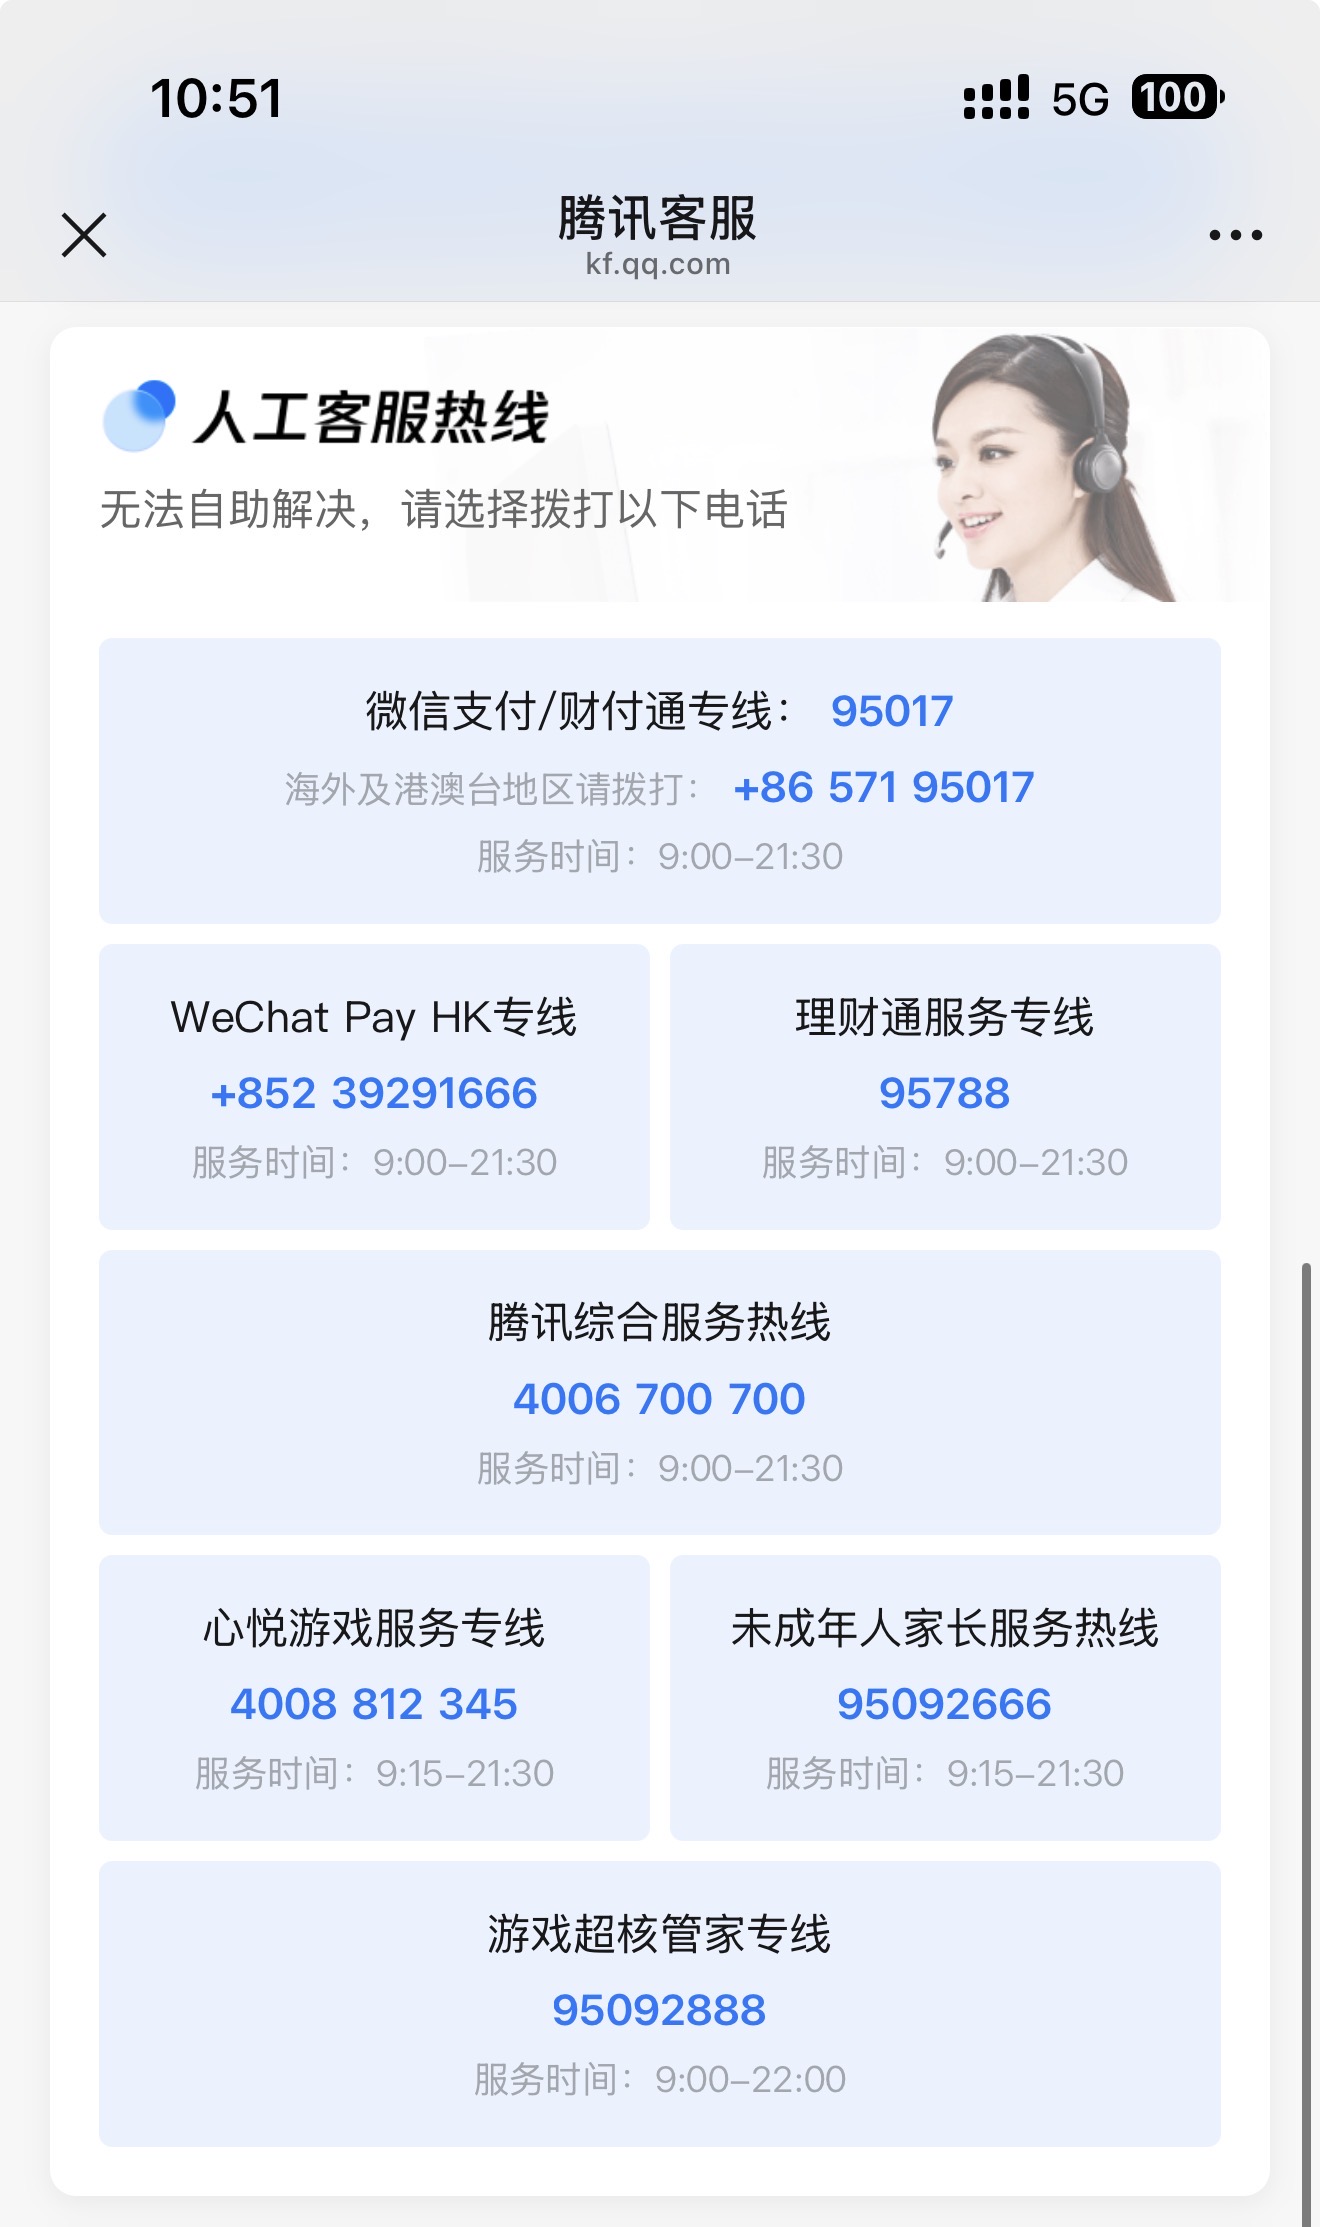 10:51
5G
100
腾讯客服
kf.qq.com
人工客服热线
无法自助解决，请选择拨打以下电话
微信支付/财付通专线： 95017
海外及港澳台地区请拨打： +86 571 95017
服务时间：9:00–21:30
WeChat Pay HK专线
+852 39291666
服务时间：9:00–21:30
理财通服务专线
95788
服务时间：9:00–21:30
腾讯综合服务热线
4006 700 700
服务时间：9:00–21:30
心悦游戏服务专线
4008 812 345
服务时间：9:15–21:30
未成年人家长服务热线
95092666
服务时间：9:15–21:30
游戏超核管家专线
95092888
服务时间：9:00–22:00